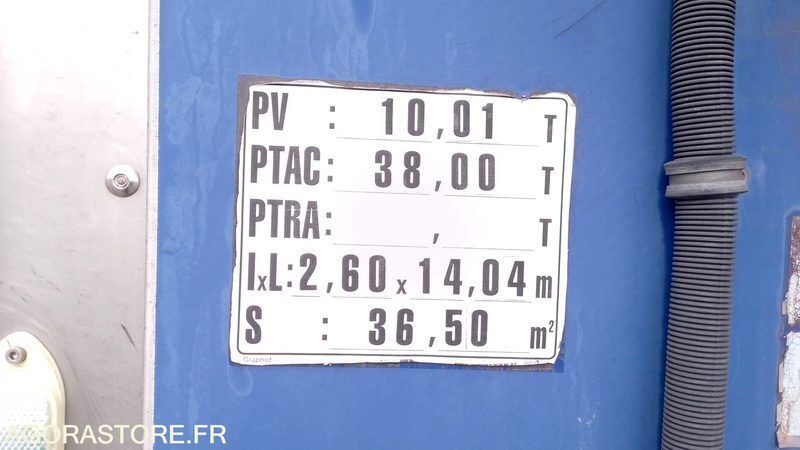 PV : 10,01 T
PTAC: 38,00 T
PTRA: , T
IxL: 2,60 x 14,04 m
S : 36,50 m²
Graphot
AGORASTORE.FR